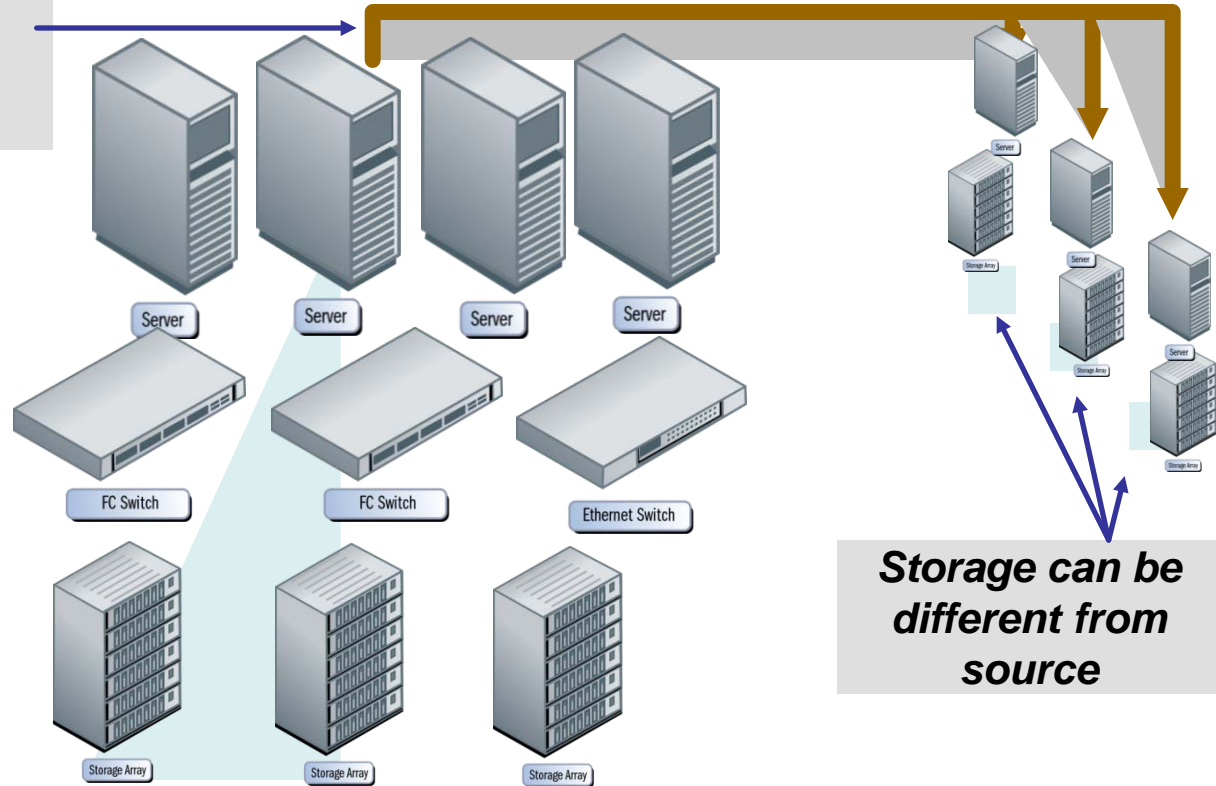 Server
Server
Server
Server
FC Switch
FC Switch
Ethernet Switch
Storage Array
Storage Array
Storage Array
Server
Storage Array
Server
Storage Array
Server
Storage Array
Storage can be
different from
source